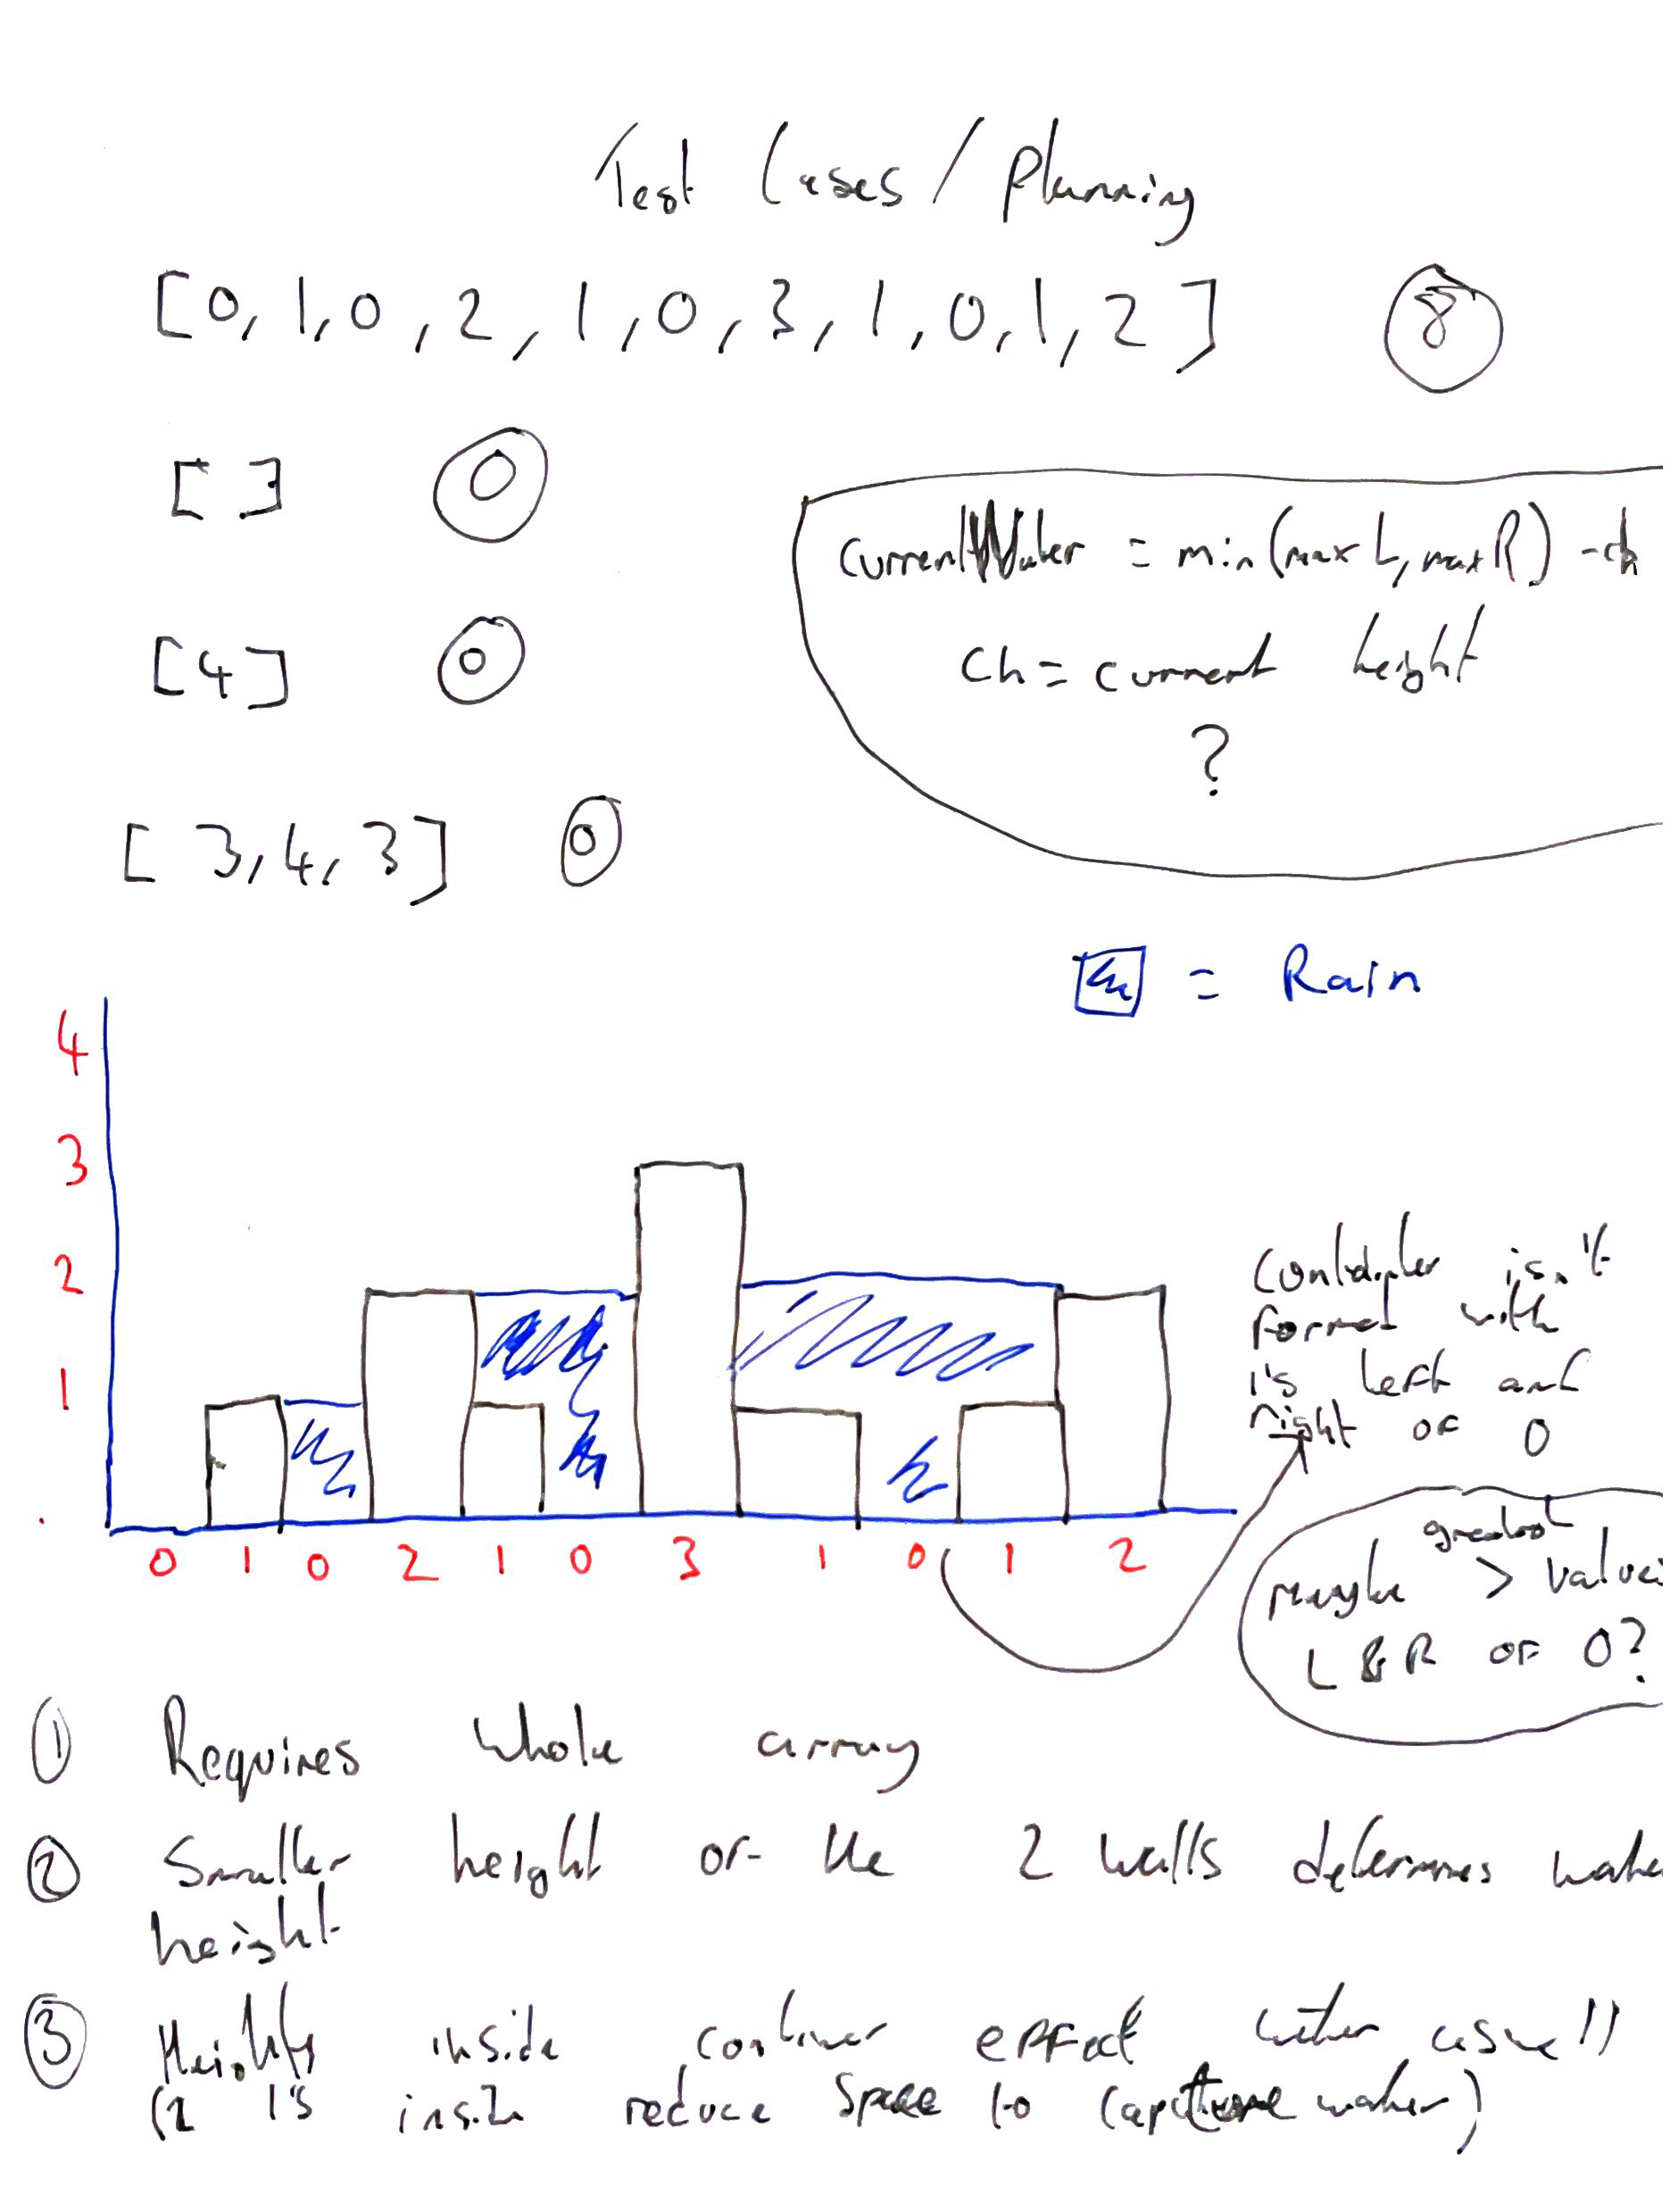 Test Cases / Planning
[0, 1, 0, 2, 1, 0, 3, 1, 0, 1, 2] 8
[ ] 0
[4] 0
[3, 4, 3] 0
currentWater = min(max L, max R) - ch
ch = current height
?
= Rain
4
3
2
1
0 1 0 2 1 0 3 1 0 1 2
Container isn't
formed with
1's left and
right of 0
greatest
maybe > value
L & R of 0?
① Requires whole array
② Smaller height of the 2 walls determines wate
height
③ Heights inside container effect water as well
(2 1's inside reduce space to capture water)